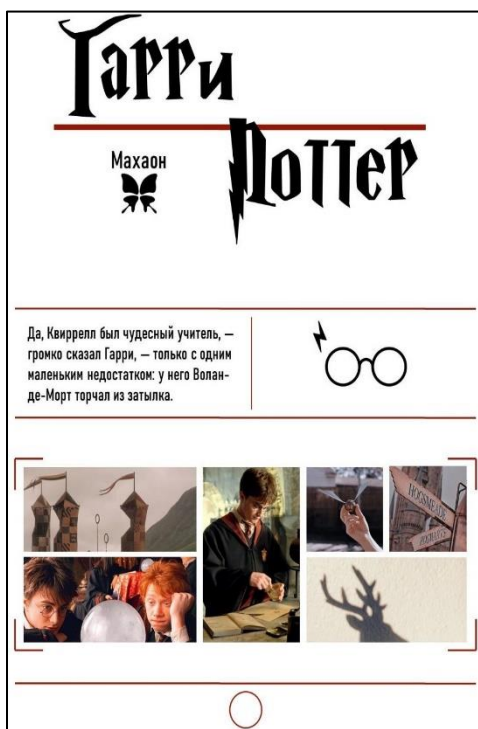 Гарри
Поттер
Махаон
Да, Квиррелл был чудесный учитель, —
громко сказал Гарри, — только с одним
маленьким недостатком: у него Волан-
де-Морт торчал из затылка.
HOGSMEADE